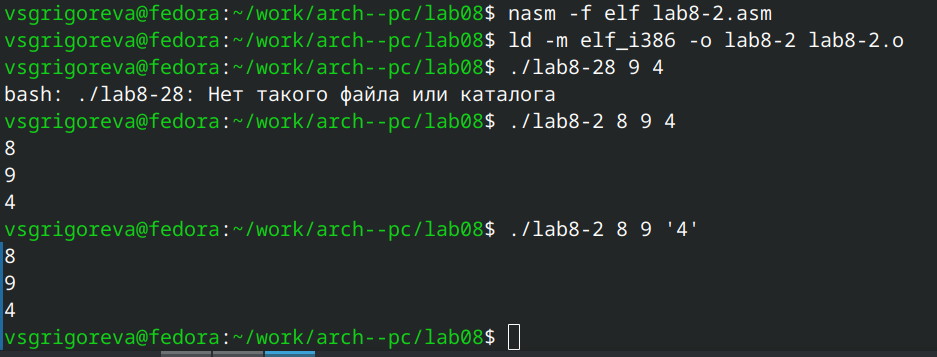 vsgrigoreva@fedora:~/work/arch--pc/lab08$ nasm -f elf lab8-2.asm
vsgrigoreva@fedora:~/work/arch--pc/lab08$ ld -m elf_i386 -o lab8-2 lab8-2.o
vsgrigoreva@fedora:~/work/arch--pc/lab08$ ./lab8-28 9 4
bash: ./lab8-28: Нет такого файла или каталога
vsgrigoreva@fedora:~/work/arch--pc/lab08$ ./lab8-2 8 9 4
8
9
4
vsgrigoreva@fedora:~/work/arch--pc/lab08$ ./lab8-2 8 9 '4'
8
9
4
vsgrigoreva@fedora:~/work/arch--pc/lab08$